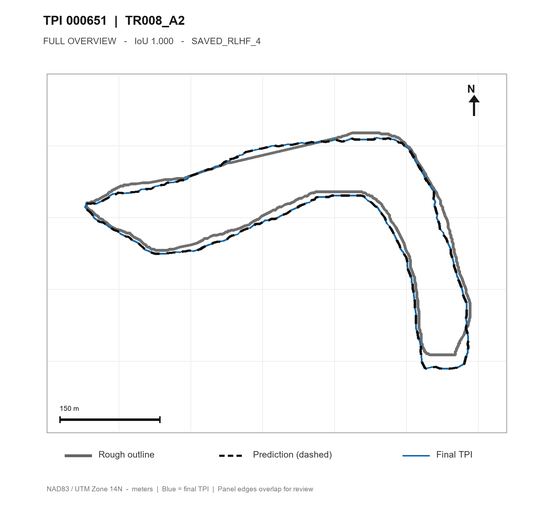 TPI 000651 | TR008_A2
FULL OVERVIEW - IoU 1.000 - SAVED_RLHF_4
N
150 m
Rough outline
Prediction (dashed)
Final TPI
NAD83 / UTM Zone 14N - meters | Blue = final TPI | Panel edges overlap for review